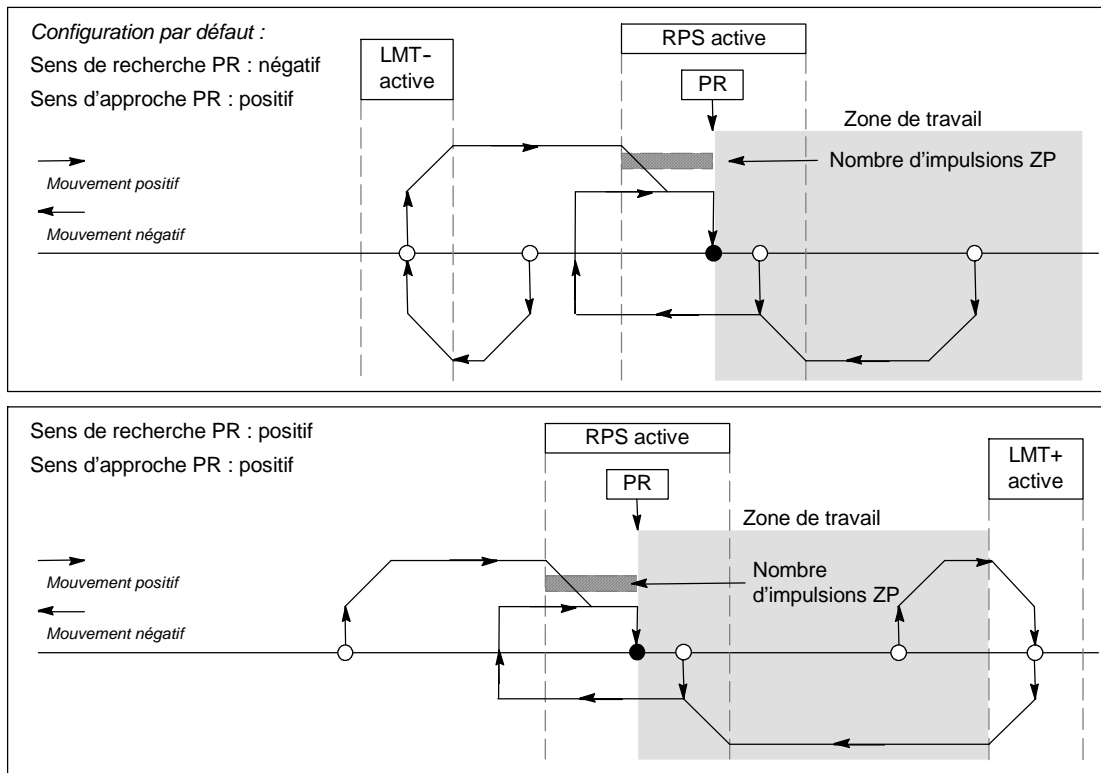 Configuration par défaut :
Sens de recherche PR : négatif
Sens d'approche PR : positif
LMT-
active
RPS active
PR
Zone de travail
Nombre d'impulsions ZP
Mouvement positif
Mouvement négatif
Sens de recherche PR : positif
Sens d'approche PR : positif
RPS active
LMT+
active
PR
Zone de travail
Nombre
d'impulsions ZP
Mouvement positif
Mouvement négatif